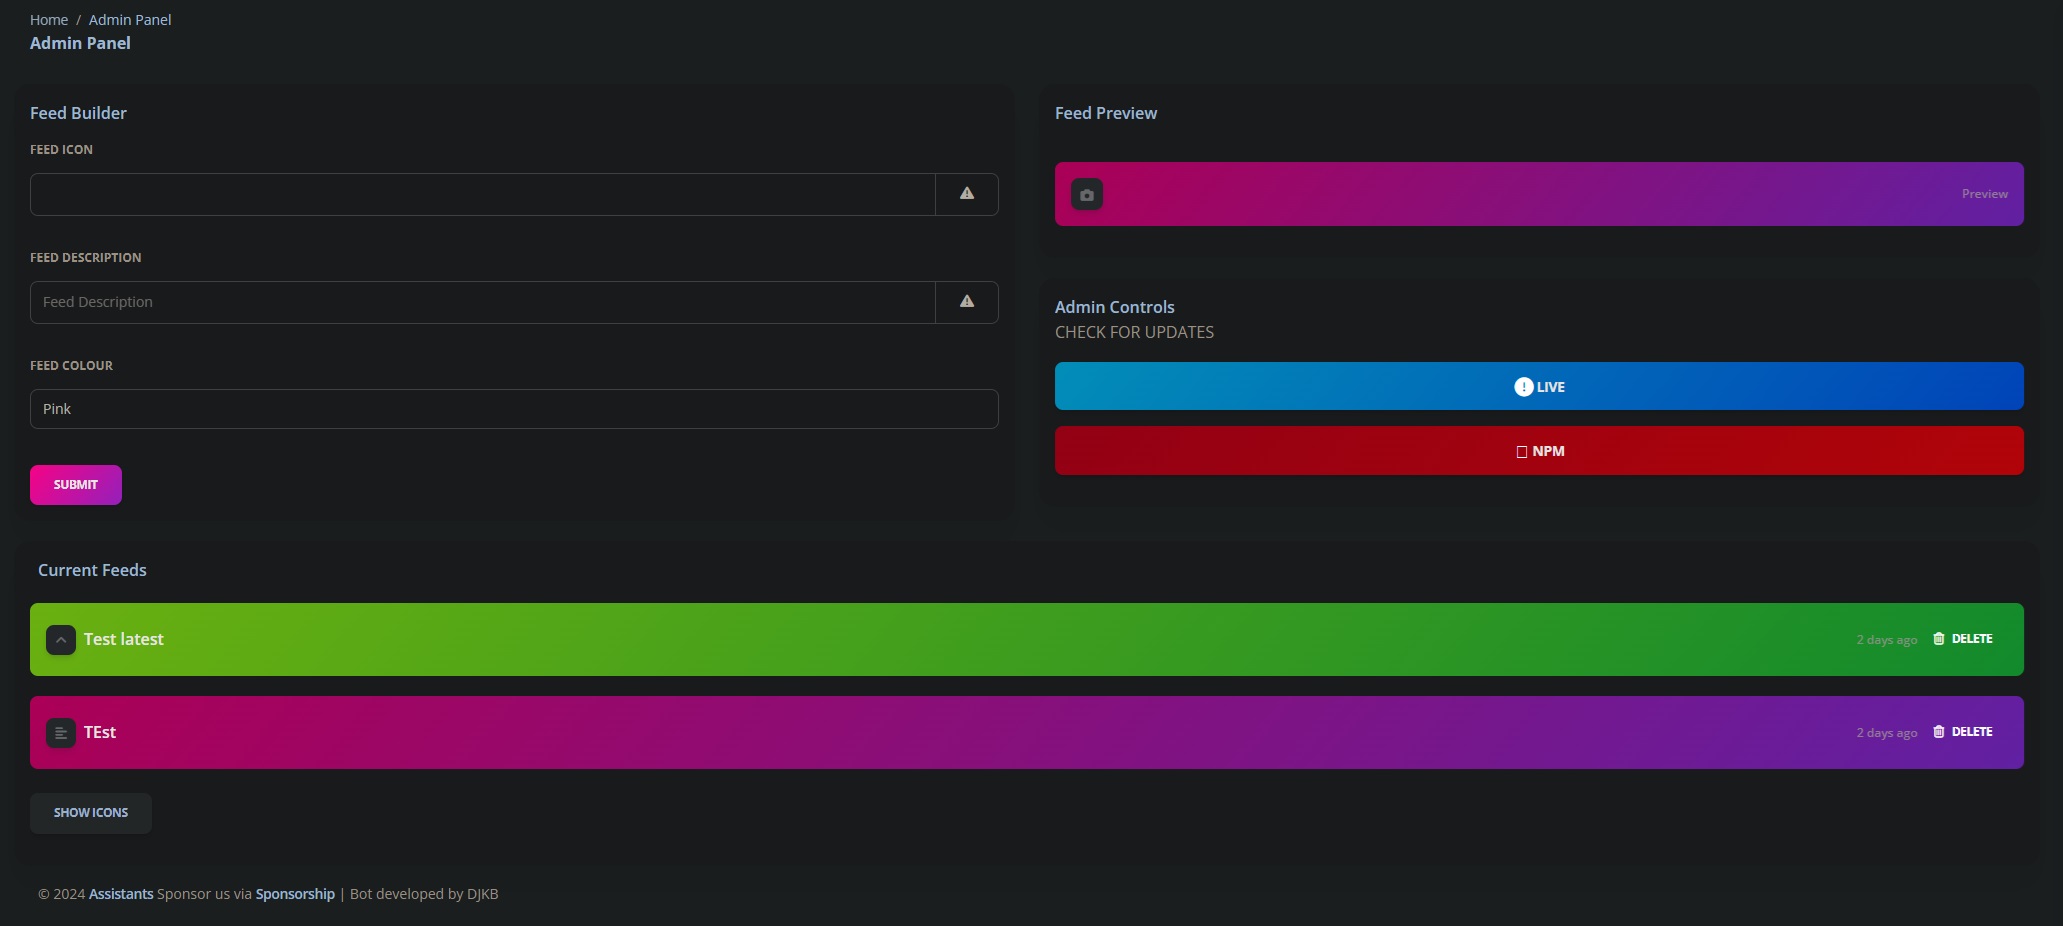 Home / Admin Panel
Admin Panel
Feed Builder
FEED ICON
FEED DESCRIPTION
Feed Description
FEED COLOUR
Pink
SUBMIT
Feed Preview
Preview
Admin Controls
CHECK FOR UPDATES
LIVE
NPM
Current Feeds
Test latest 2 days ago DELETE
TEst 2 days ago DELETE
SHOW ICONS
© 2024 Assistants Sponsor us via Sponsorship | Bot developed by DJKB